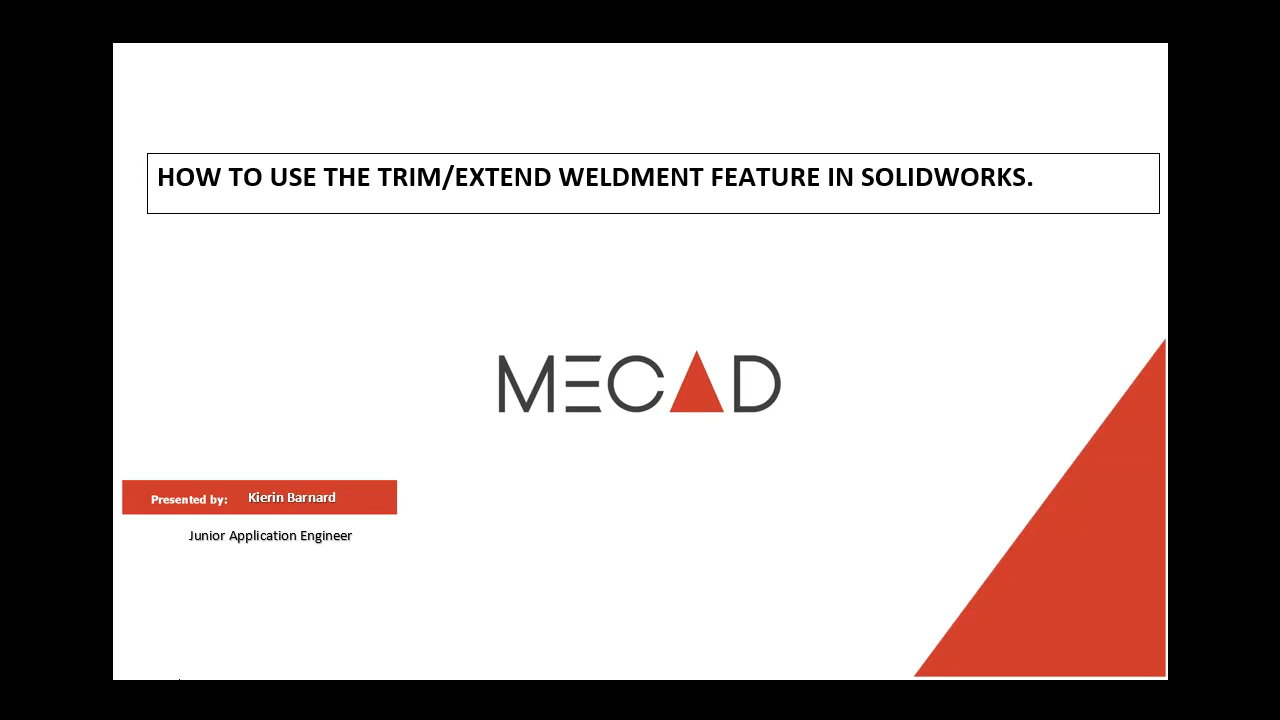 HOW TO USE THE TRIM/EXTEND WELDMENT FEATURE IN SOLIDWORKS.
MECAD
Presented by: Kierin Barnard
Junior Application Engineer